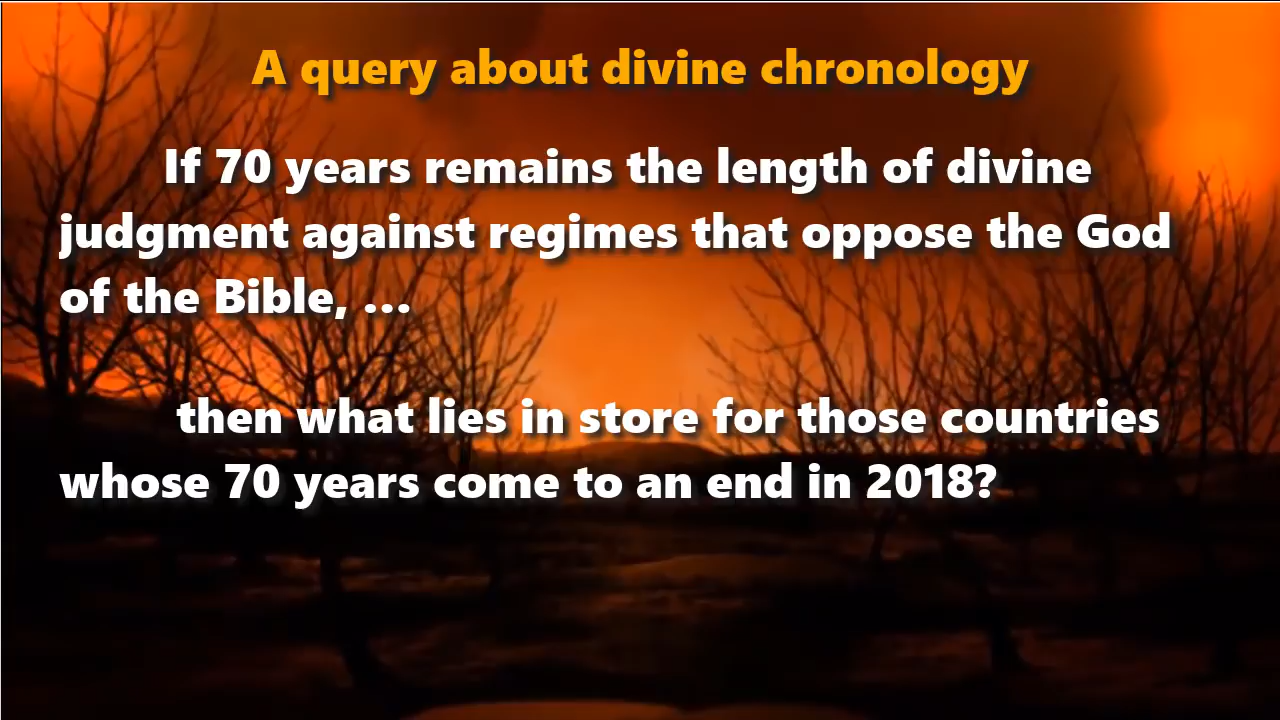 A query about divine chronology
If 70 years remains the length of divine
judgment against regimes that oppose the God
of the Bible, ...
then what lies in store for those countries
whose 70 years come to an end in 2018?